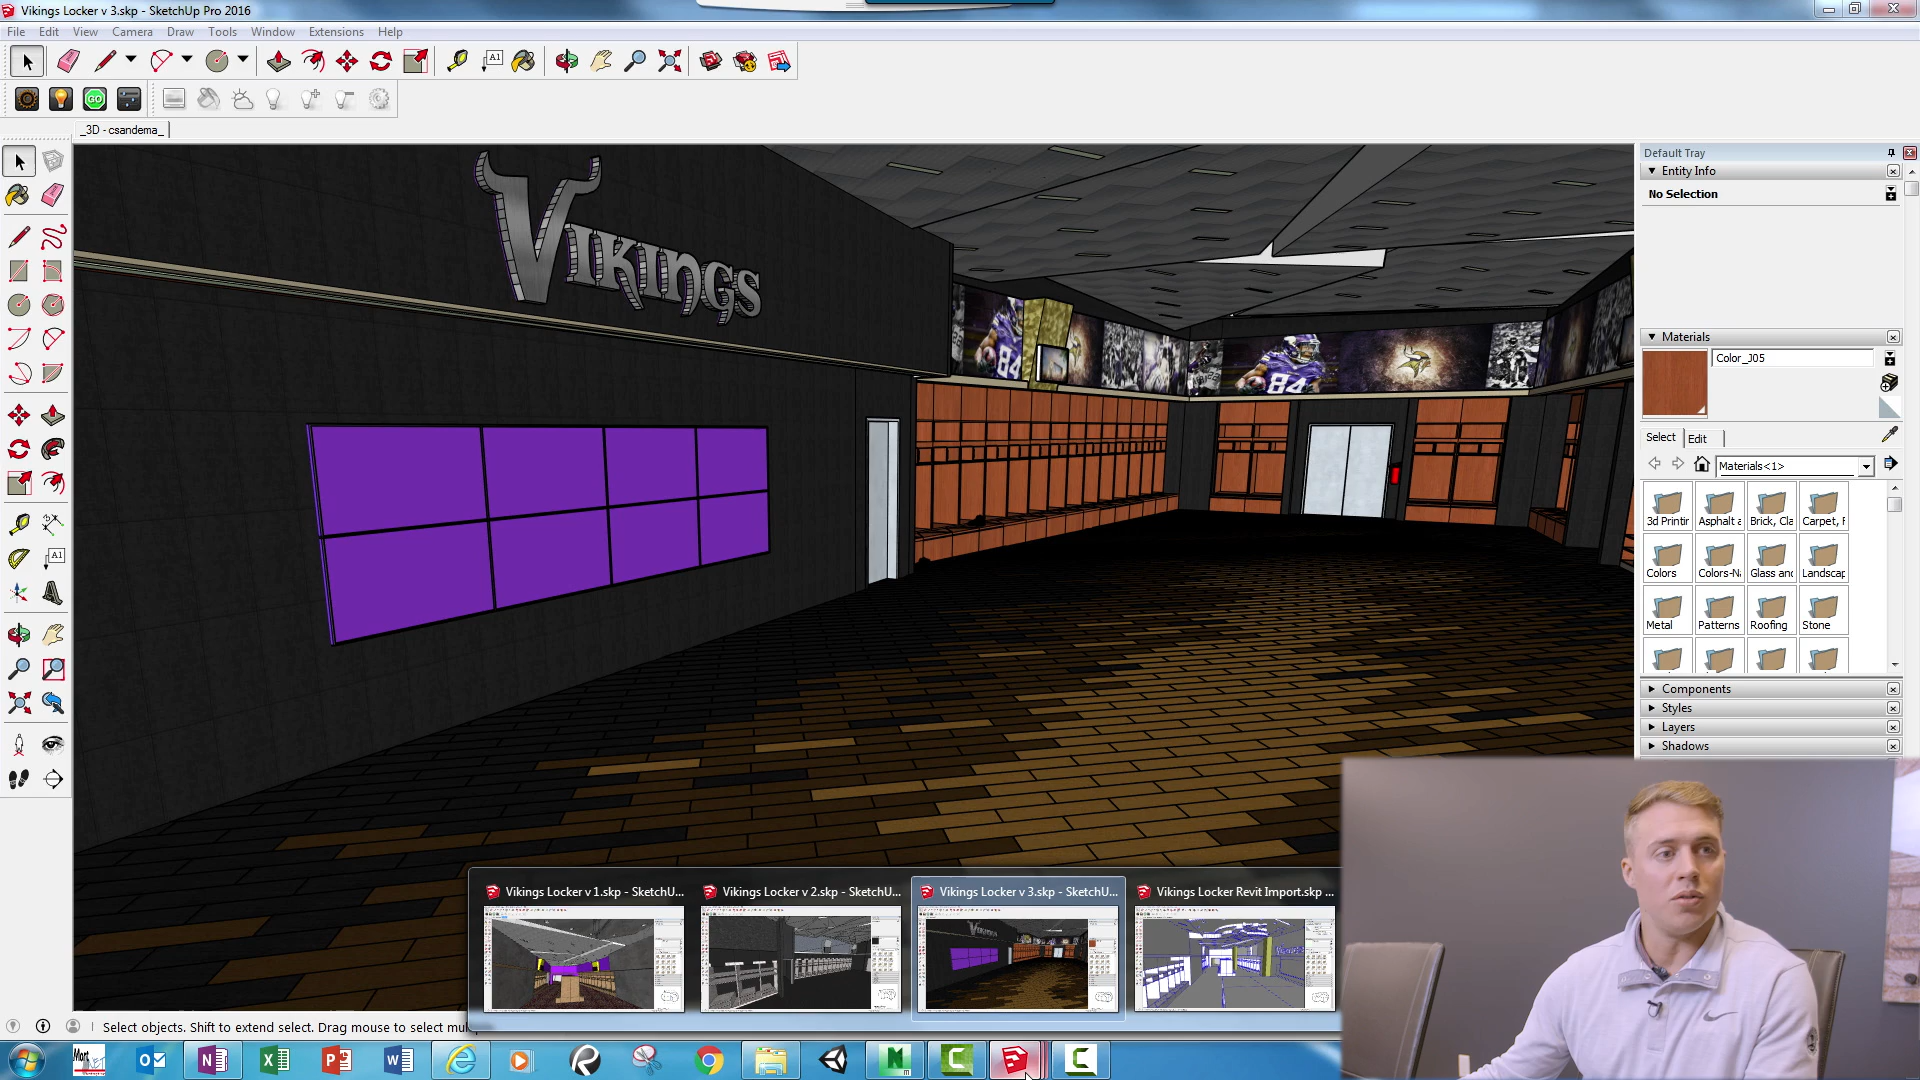 Vikings Locker v 3.skp - SketchUp Pro 2016
File Edit View Camera Draw Tools Window Extensions Help
A1
GO
_3D - csandema_
Default Tray
Entity Info
No Selection
VIKINGS
84
84
Materials
Color_J05
Select Edit
Materials<1>
3d Printir Asphalt a Brick, Cla Carpet, F
Colors Colors-Na Glass and Landscap
Metal Patterns Roofing Stone
A1
Components
Styles
Layers
Shadows
Vikings Locker v 1.skp - SketchU... Vikings Locker v 2.skp - SketchU... Vikings Locker v 3.skp - SketchU... Vikings Locker Revit Import.skp ...
Select objects. Shift to extend select. Drag mouse to select mul